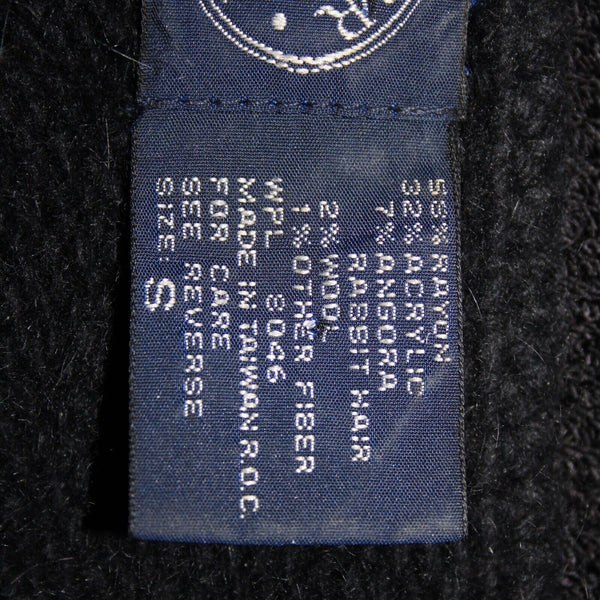 55% RAYON
32% ACRYLIC
7% ANGORA
RABBIT HAIR
2% WOOL
1% OTHER FIBER
WPL 8046
MADE IN TAIWAN R.O.C.
FOR CARE
SEE REVERSE
SIZE: S